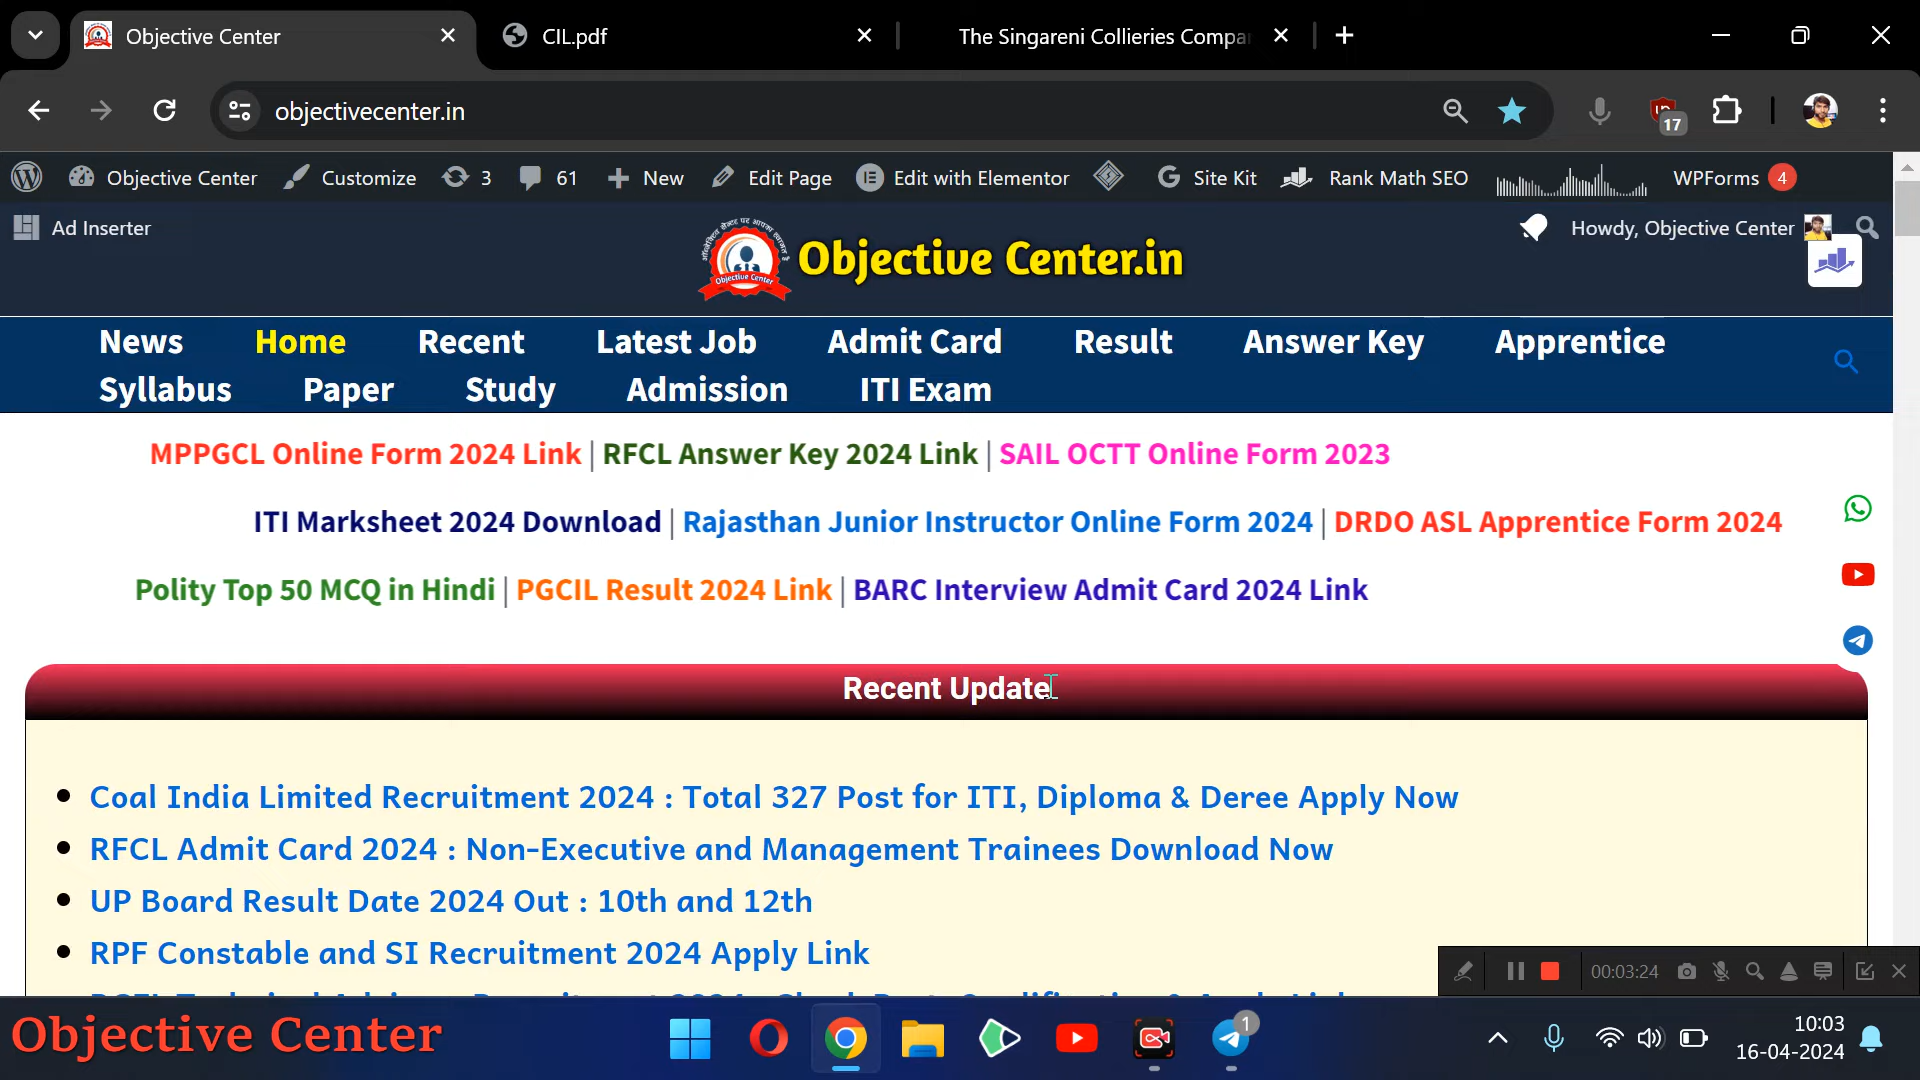 Objective Center
CIL.pdf
The Singareni Collieries Compa
objectivecenter.in
17
Objective Center
Customize
3
61
New
Edit Page
Edit with Elementor
Site Kit
Rank Math SEO
WPForms 4
Ad Inserter
Howdy, Objective Center
Objective Center
Objective Center.in
News Home Recent Latest Job Admit Card Result Answer Key Apprentice
Syllabus Paper Study Admission ITI Exam
MPPGCL Online Form 2024 Link | RFCL Answer Key 2024 Link | SAIL OCTT Online Form 2023
ITI Marksheet 2024 Download | Rajasthan Junior Instructor Online Form 2024 | DRDO ASL Apprentice Form 2024
Polity Top 50 MCQ in Hindi | PGCIL Result 2024 Link | BARC Interview Admit Card 2024 Link
Recent Update
Coal India Limited Recruitment 2024 : Total 327 Post for ITI, Diploma & Deree Apply Now
RFCL Admit Card 2024 : Non-Executive and Management Trainees Download Now
UP Board Result Date 2024 Out : 10th and 12th
RPF Constable and SI Recruitment 2024 Apply Link
00:03:24
Objective Center
1
10:03
16-04-2024